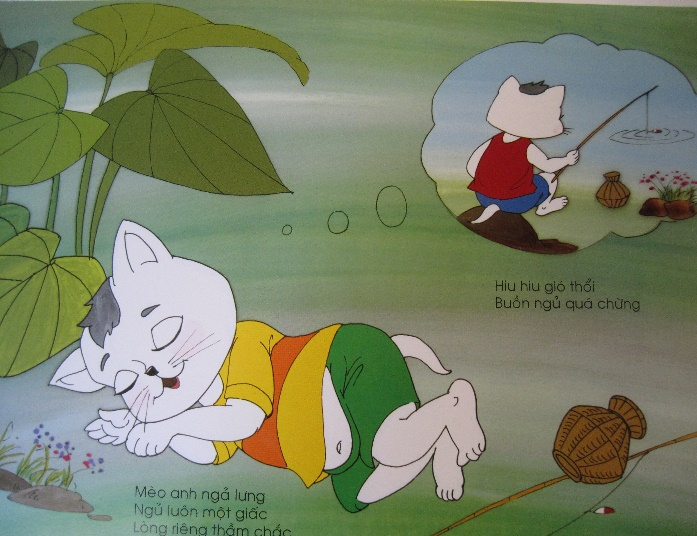 Hiu hiu gió thổi
Buồn ngủ quá chừng
Mèo anh ngả lưng
Ngủ luôn một giấc
Lòng riêng thầm chắc